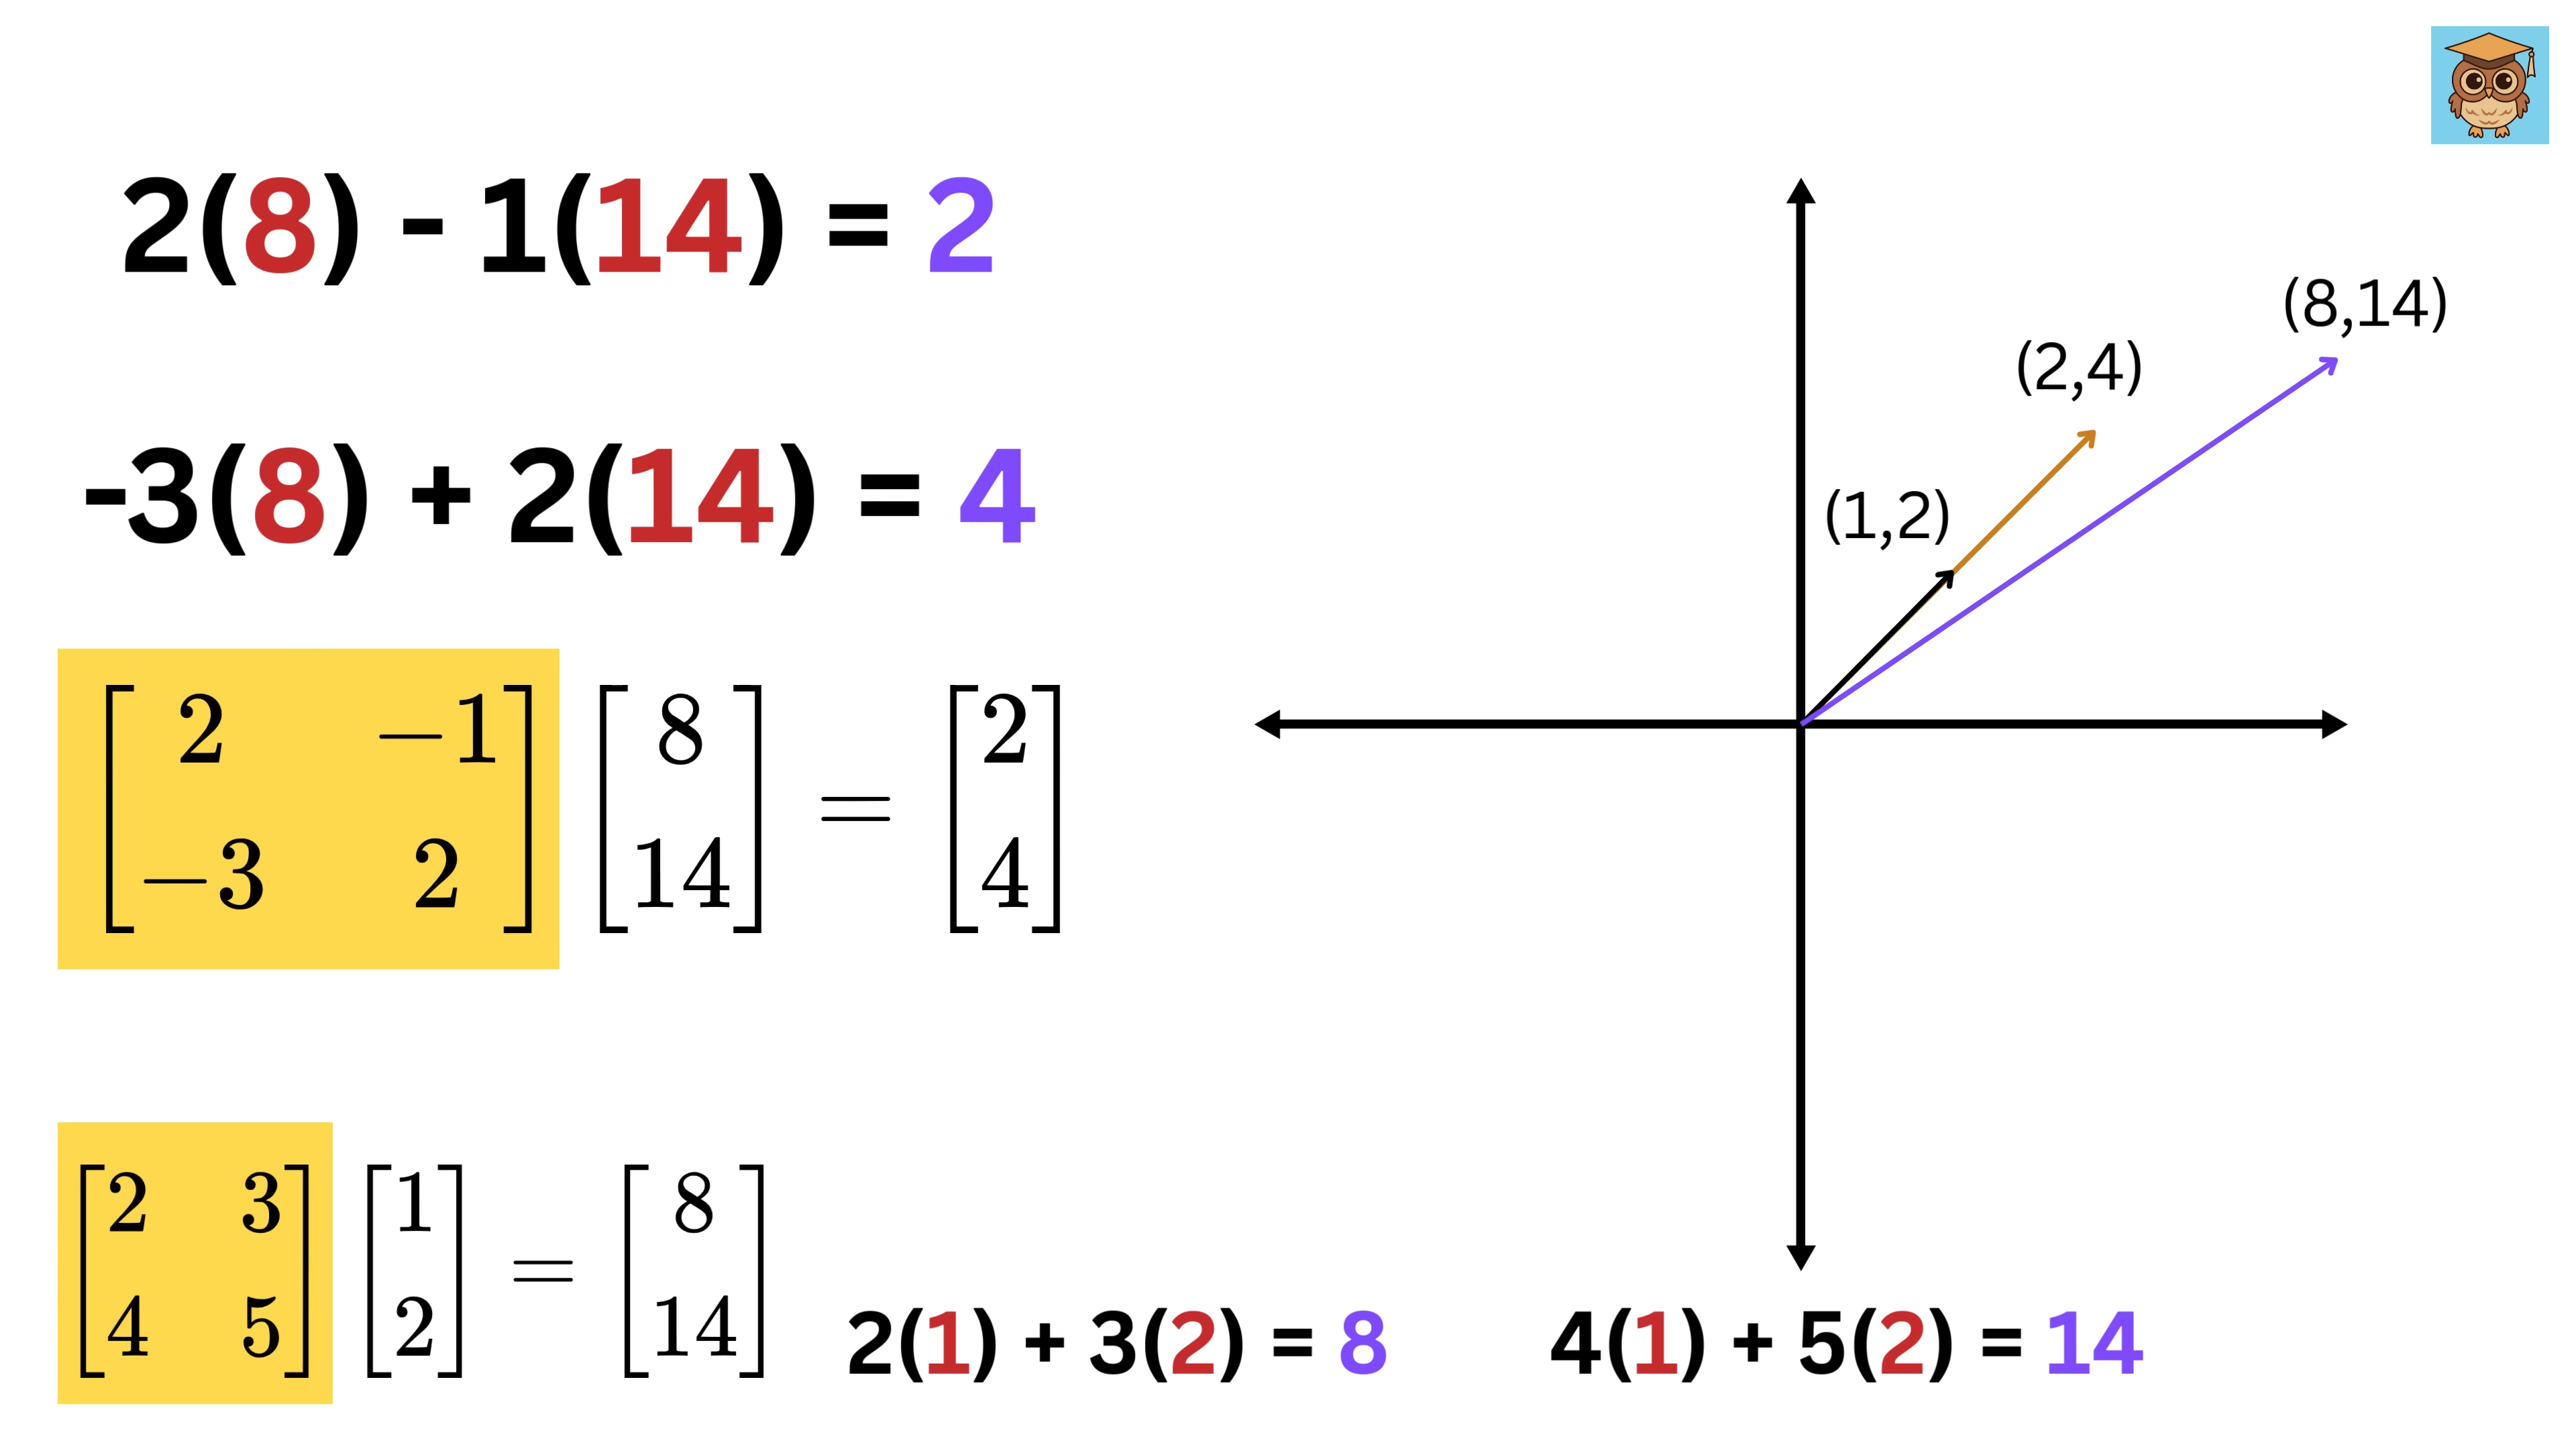 2(8) - 1(14) = 2
-3(8) + 2(14) = 4
[2 −1] [8] = [2]
[−3 2] [14] [4]
[2 3] [1] = [8]
[4 5] [2] [14]
2(1) + 3(2) = 8
4(1) + 5(2) = 14
(1,2)
(2,4)
(8,14)